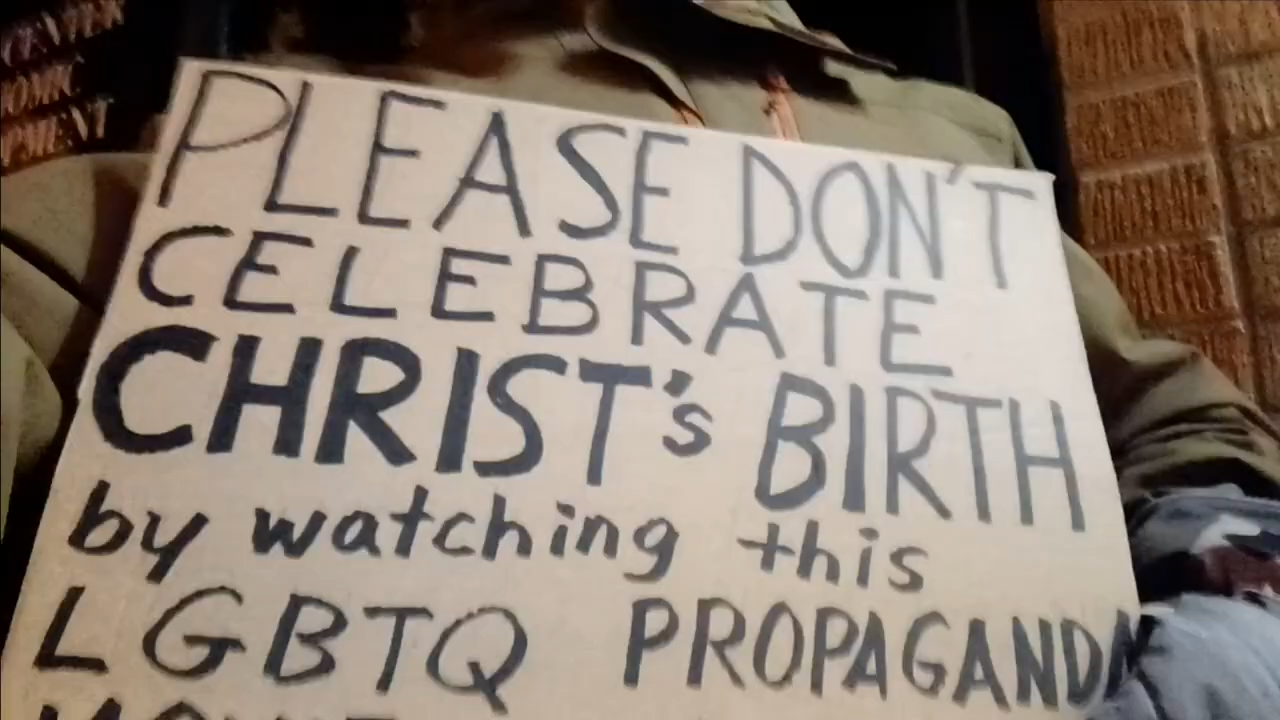 PLEASE DON'T
CELEBRATE
CHRIST's BIRTH
by watching this
LGBTQ PROPAGANDA